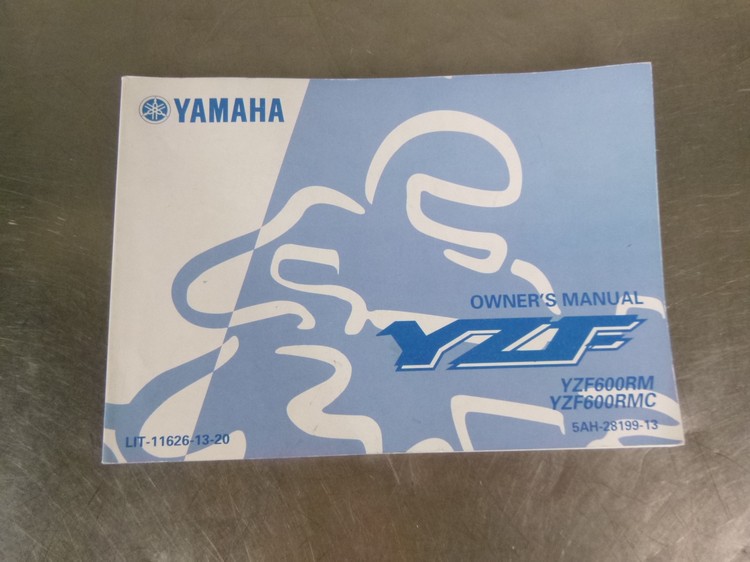 YAMAHA
OWNER'S MANUAL
YZF
YZF600RM
YZF600RMC
5AH-28199-13
LIT-11626-13-20